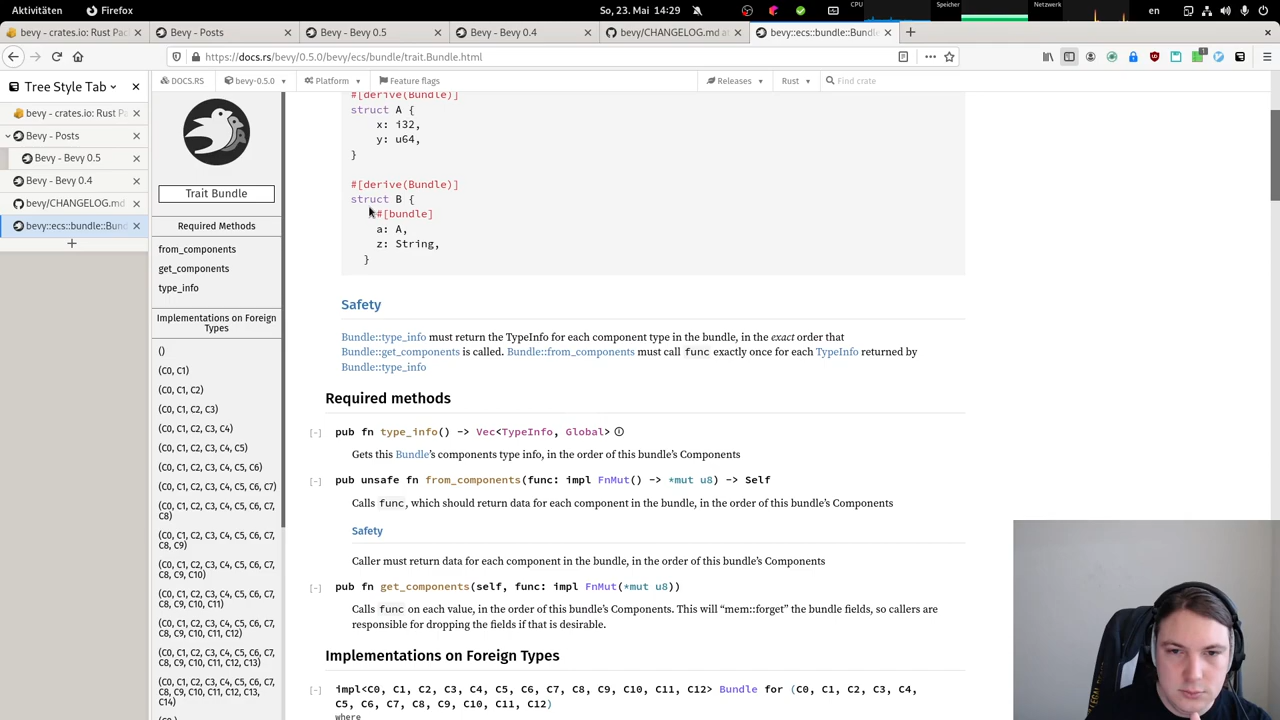 Aktivitäten
Firefox
So, 23. Mai 14:29
CPU
Speicher
Netzwerk
en
bevy - crates.io: Rust Pac
Bevy - Posts
Bevy - Bevy 0.5
Bevy - Bevy 0.4
bevy/CHANGELOG.md a
bevy::ecs::bundle::Bundl
https://docs.rs/bevy/0.5.0/bevy/ecs/bundle/trait.Bundle.html
Tree Style Tab
bevy - crates.io: Rust P
Bevy - Posts
Bevy - Bevy 0.5
Bevy - Bevy 0.4
bevy/CHANGELOG.md
bevy::ecs::bundle::Bund
DOCS.RS
bevy-0.5.0
Platform
Feature flags
Releases
Rust
Find crate
Trait Bundle
Required Methods
from_components
get_components
type_info
Implementations on Foreign
Types
()
(C0, C1)
(C0, C1, C2)
(C0, C1, C2, C3)
(C0, C1, C2, C3, C4)
(C0, C1, C2, C3, C4, C5)
(C0, C1, C2, C3, C4, C5, C6)
(C0, C1, C2, C3, C4, C5, C6, C7)
(C0, C1, C2, C3, C4, C5, C6, C7,
C8)
(C0, C1, C2, C3, C4, C5, C6, C7,
C8, C9)
(C0, C1, C2, C3, C4, C5, C6, C7,
C8, C9, C10)
(C0, C1, C2, C3, C4, C5, C6, C7,
C8, C9, C10, C11)
(C0, C1, C2, C3, C4, C5, C6, C7,
C8, C9, C10, C11, C12)
(C0, C1, C2, C3, C4, C5, C6, C7,
C8, C9, C10, C11, C12, C13)
(C0, C1, C2, C3, C4, C5, C6, C7,
C8, C9, C10, C11, C12, C13,
C14)
(C0,)
#[derive(Bundle)]
struct A {
x: i32,
y: u64,
}
#[derive(Bundle)]
struct B {
#[bundle]
a: A,
z: String,
}
Safety
Bundle::type_info must return the TypeInfo for each component type in the bundle, in the exact order that
Bundle::get_components is called. Bundle::from_components must call func exactly once for each TypeInfo returned by
Bundle::type_info
Required methods
[-] pub fn type_info() -> Vec<TypeInfo, Global> ⓘ
Gets this Bundle’s components type info, in the order of this bundle’s Components
[-] pub unsafe fn from_components(func: impl FnMut() -> *mut u8) -> Self
Calls func, which should return data for each component in the bundle, in the order of this bundle’s Components
Safety
Caller must return data for each component in the bundle, in the order of this bundle’s Components
[-] pub fn get_components(self, func: impl FnMut(*mut u8))
Calls func on each value, in the order of this bundle’s Components. This will “mem::forget” the bundle fields, so callers are
responsible for dropping the fields if that is desirable.
Implementations on Foreign Types
[-] impl<C0, C1, C2, C3, C4, C5, C6, C7, C8, C9, C10, C11, C12> Bundle for (C0, C1, C2, C3, C4,
C5, C6, C7, C8, C9, C10, C11, C12)
where